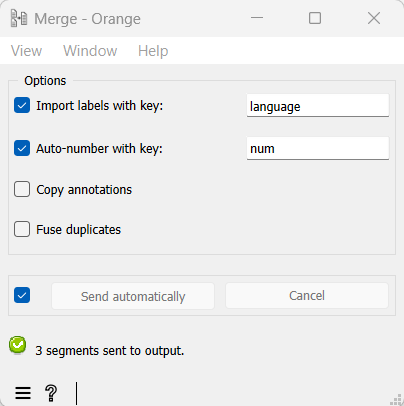 Merge - Orange
View Window Help
Options
Import labels with key: language
Auto-number with key: num
Copy annotations
Fuse duplicates
Send automatically Cancel
3 segments sent to output.